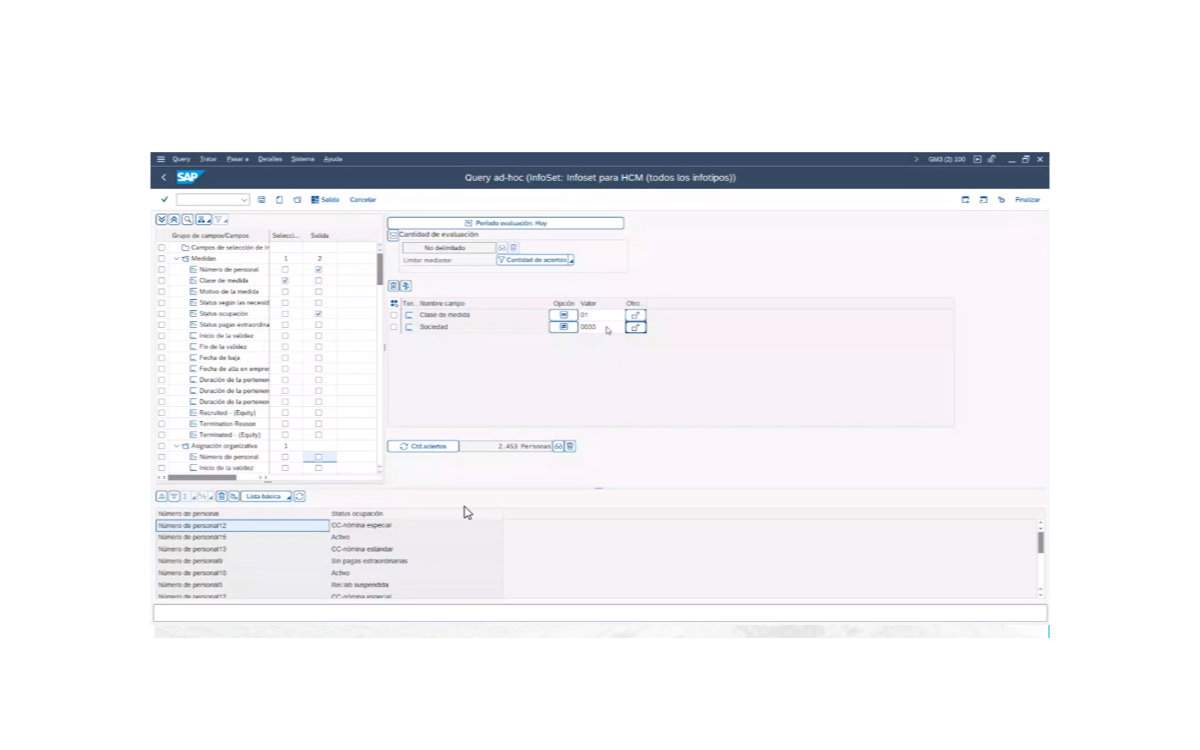 Query Tratar Pasar a Detalles Sistema Ayuda GM3 (2) 100
SAP Query ad-hoc (InfoSet: Infoset para HCM (todos los infotipos))
Salida Cancelar Finalizar
Período evaluación: Hoy
Cantidad de evaluación
No delimitado
Limitar mediante: Cantidad de aciertos
Grupo de campos/Campos Selecci... Salida
Campos de selección de In
Medidas 1 2
Número de personal
Clase de medida
Motivo de la medida
Status según las necesid
Status ocupación
Status pagas extraordina
Inicio de la validez
Fin de la validez
Fecha de baja
Fecha de alta en empre
Duración de la pertenen
Duración de la pertenen
Duración de la pertenen
Recruited - (Equity)
Termination Reason
Terminated - (Equity)
Asignación organizativa 1
Número de personal
Inicio de la validez
Tex.. Nombre campo Opción Valor Otro..
Clase de medida 01
Sociedad 0033
Ctd.aciertos 2.453 Personas
Lista básica
Número de personal Status ocupación
Número de personal12 CC-nómina especial
Número de personal15 Activo
Número de personal13 CC-nómina estándar
Número de personal9 Sin pagas extraordinarias
Número de personal10 Activo
Número de personal5 Rel lab suspendida
Número de personal12 CC-nómina especial